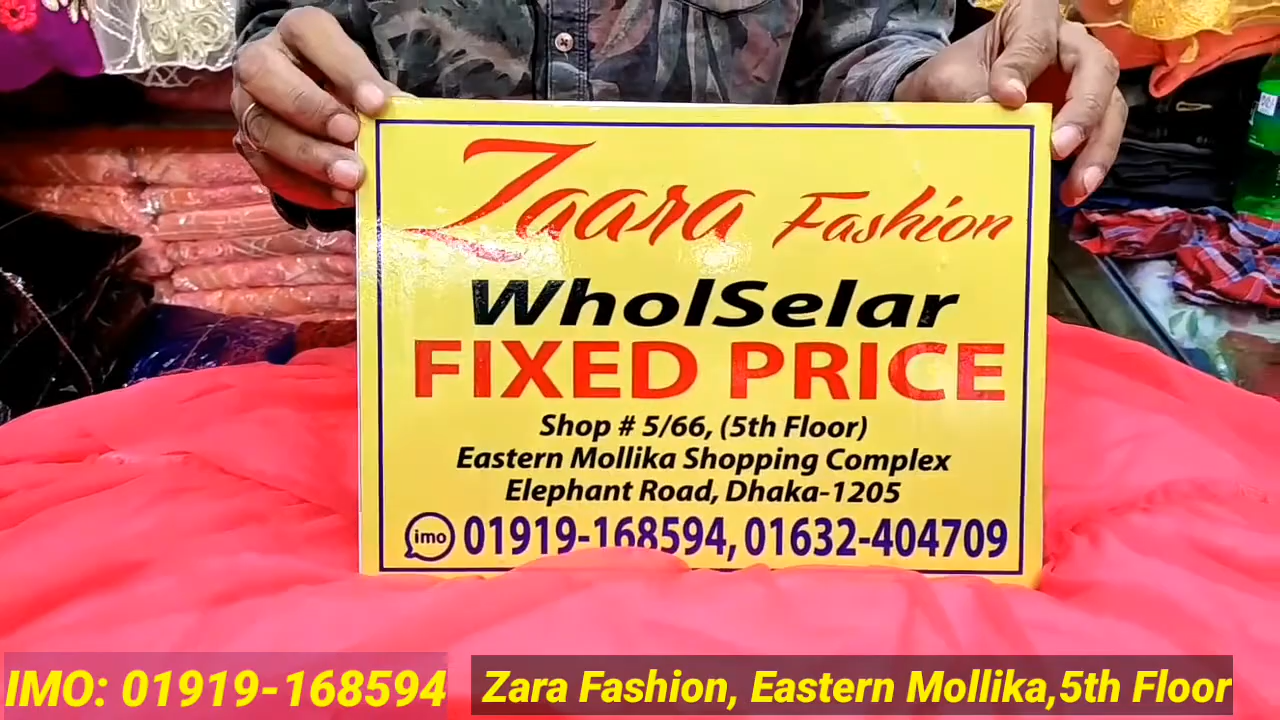 Zaara Fashion
WholSelar
FIXED PRICE
Shop # 5/66, (5th Floor)
Eastern Mollika Shopping Complex
Elephant Road, Dhaka-1205
imo 01919-168594, 01632-404709
IMO: 01919-168594 Zara Fashion, Eastern Mollika,5th Floor